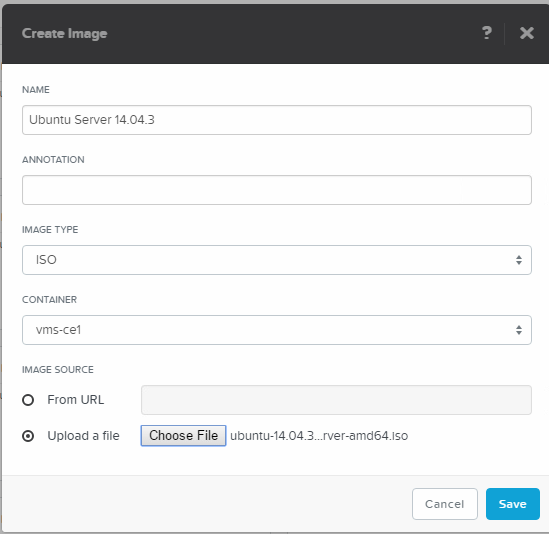 Create Image ?
NAME
Ubuntu Server 14.04.3
ANNOTATION
IMAGE TYPE
ISO
CONTAINER
vms-ce1
IMAGE SOURCE
From URL
Upload a file Choose File ubuntu-14.04.3...rver-amd64.iso
Cancel Save